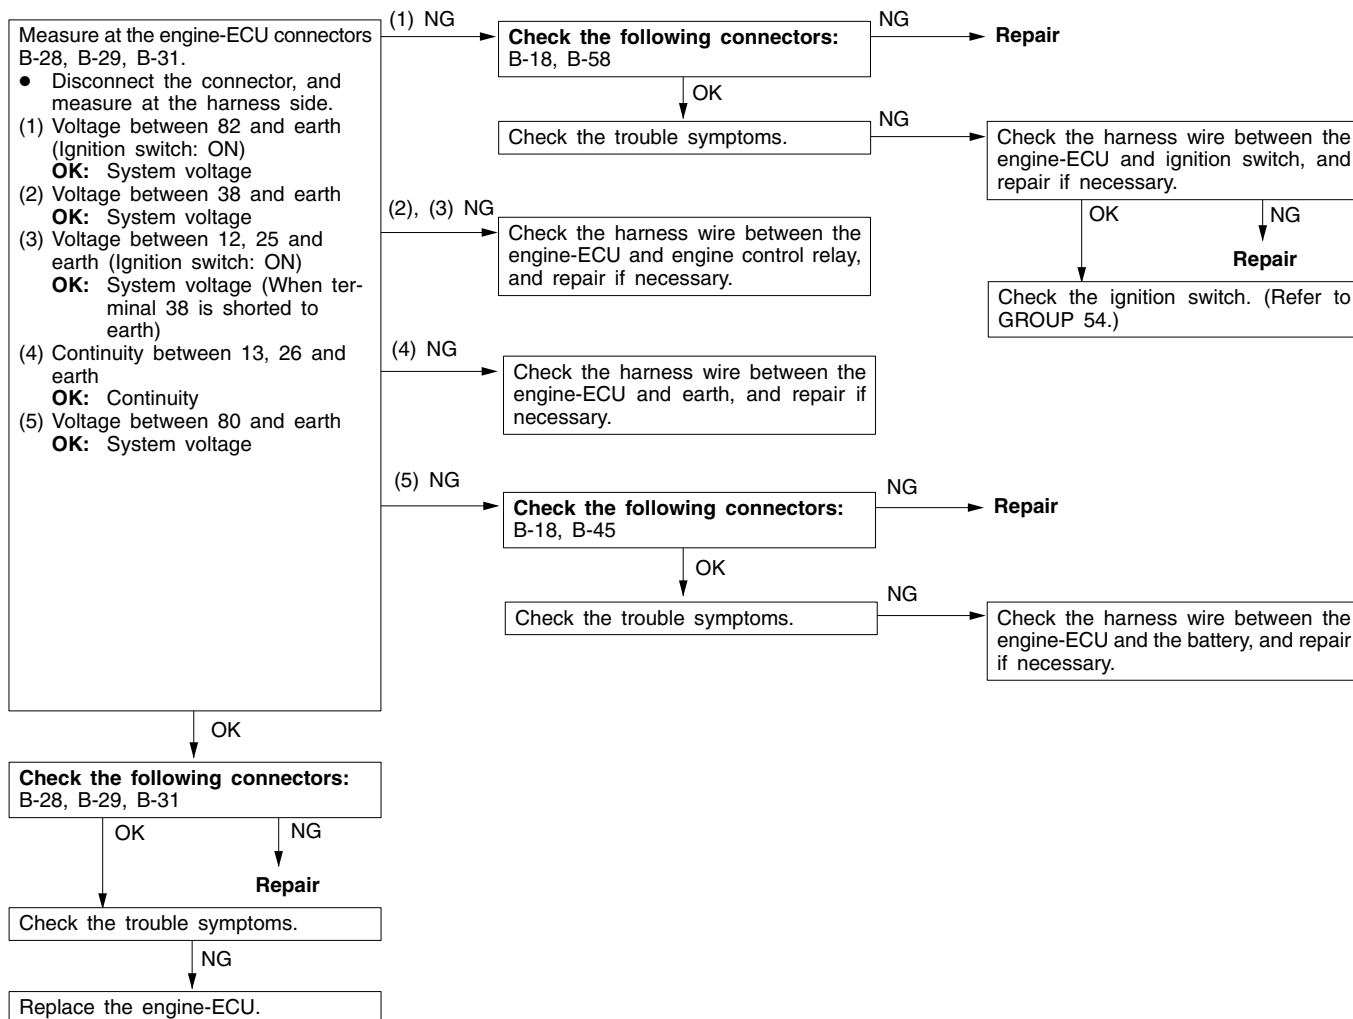 Measure at the engine-ECU connectors
B-28, B-29, B-31.
● Disconnect the connector, and
measure at the harness side.
(1) Voltage between 82 and earth
(Ignition switch: ON)
OK: System voltage
(2) Voltage between 38 and earth
OK: System voltage
(3) Voltage between 12, 25 and
earth (Ignition switch: ON)
OK: System voltage (When ter-
minal 38 is shorted to
earth)
(4) Continuity between 13, 26 and
earth
OK: Continuity
(5) Voltage between 80 and earth
OK: System voltage
(1) NG
Check the following connectors:
B-18, B-58
NG
Repair
OK
Check the trouble symptoms.
NG
Check the harness wire between the
engine-ECU and ignition switch, and
repair if necessary.
OK
NG
Repair
Check the ignition switch. (Refer to
GROUP 54.)
(2), (3) NG
Check the harness wire between the
engine-ECU and engine control relay,
and repair if necessary.
(4) NG
Check the harness wire between the
engine-ECU and earth, and repair if
necessary.
(5) NG
Check the following connectors:
B-18, B-45
NG
Repair
OK
Check the trouble symptoms.
NG
Check the harness wire between the
engine-ECU and the battery, and repair
if necessary.
OK
Check the following connectors:
B-28, B-29, B-31
OK
NG
Repair
Check the trouble symptoms.
NG
Replace the engine-ECU.